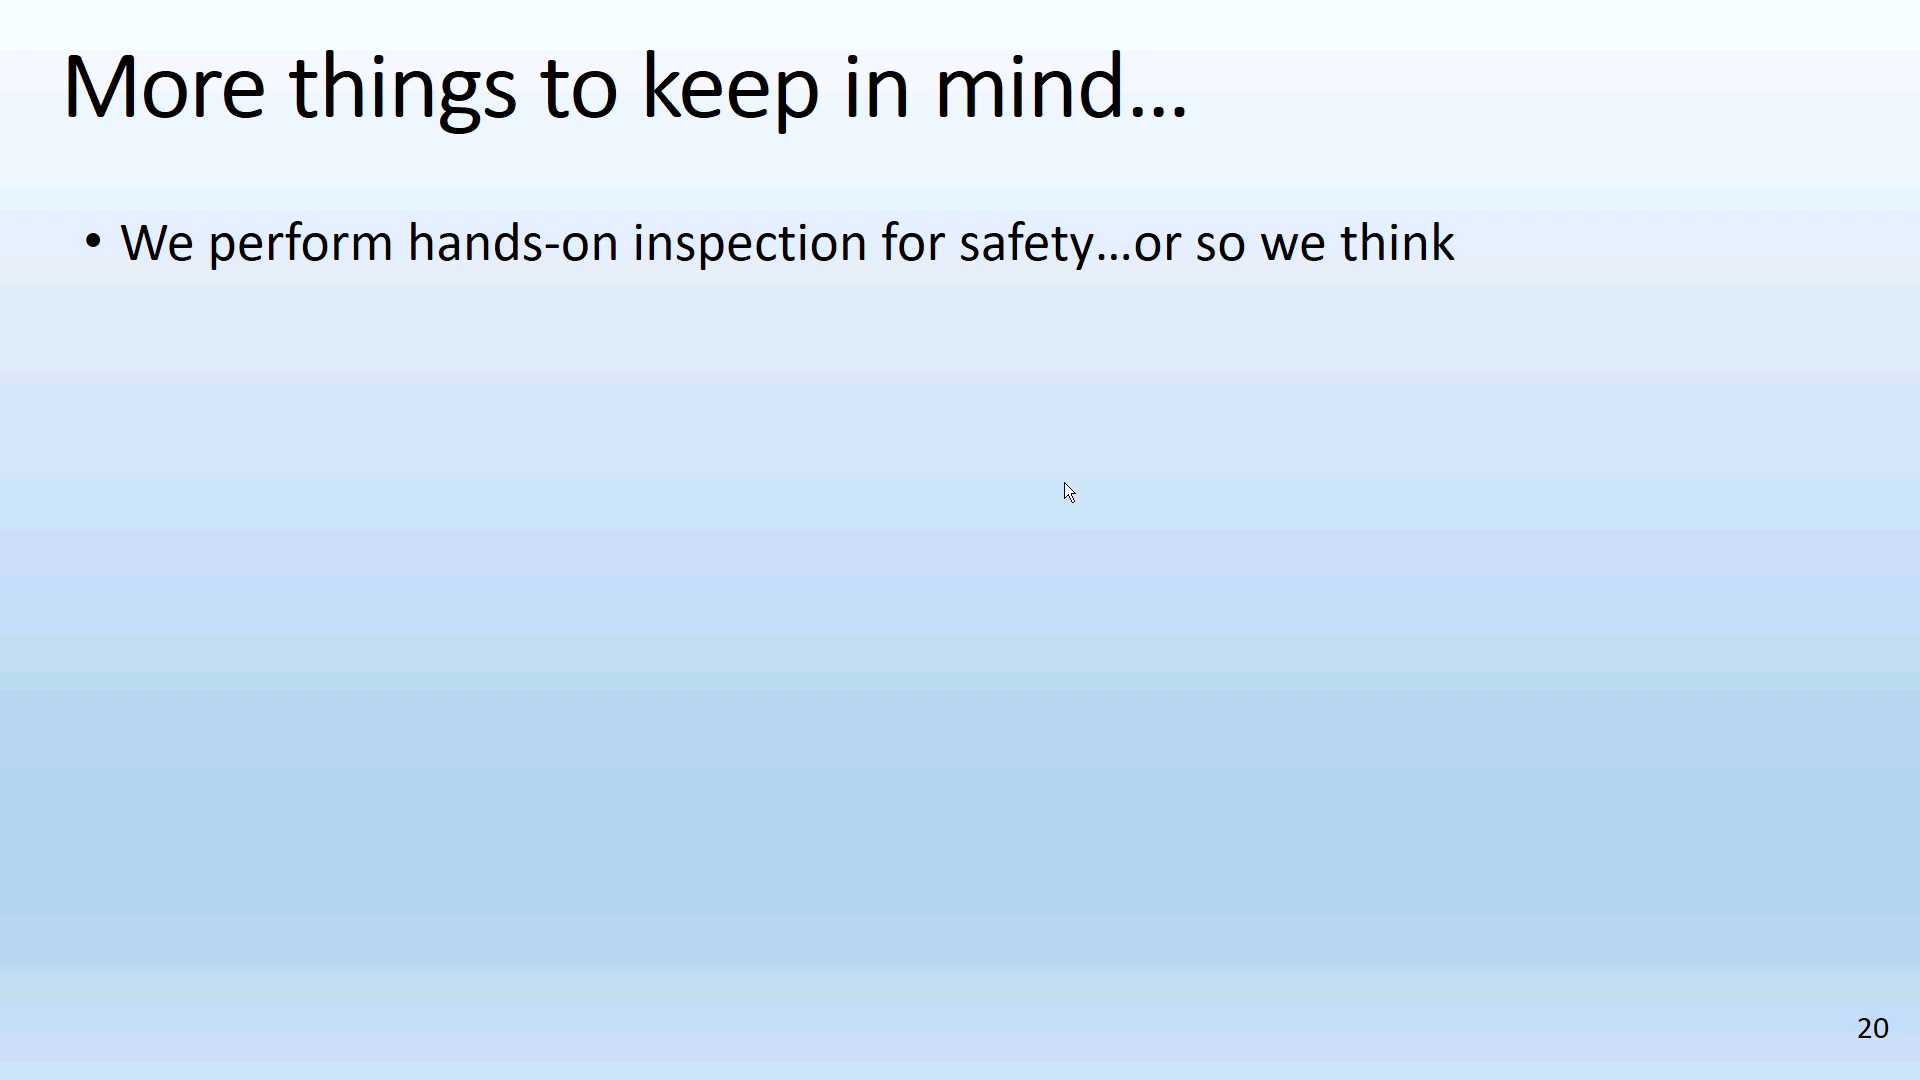 More things to keep in mind...
• We perform hands-on inspection for safety...or so we think
20